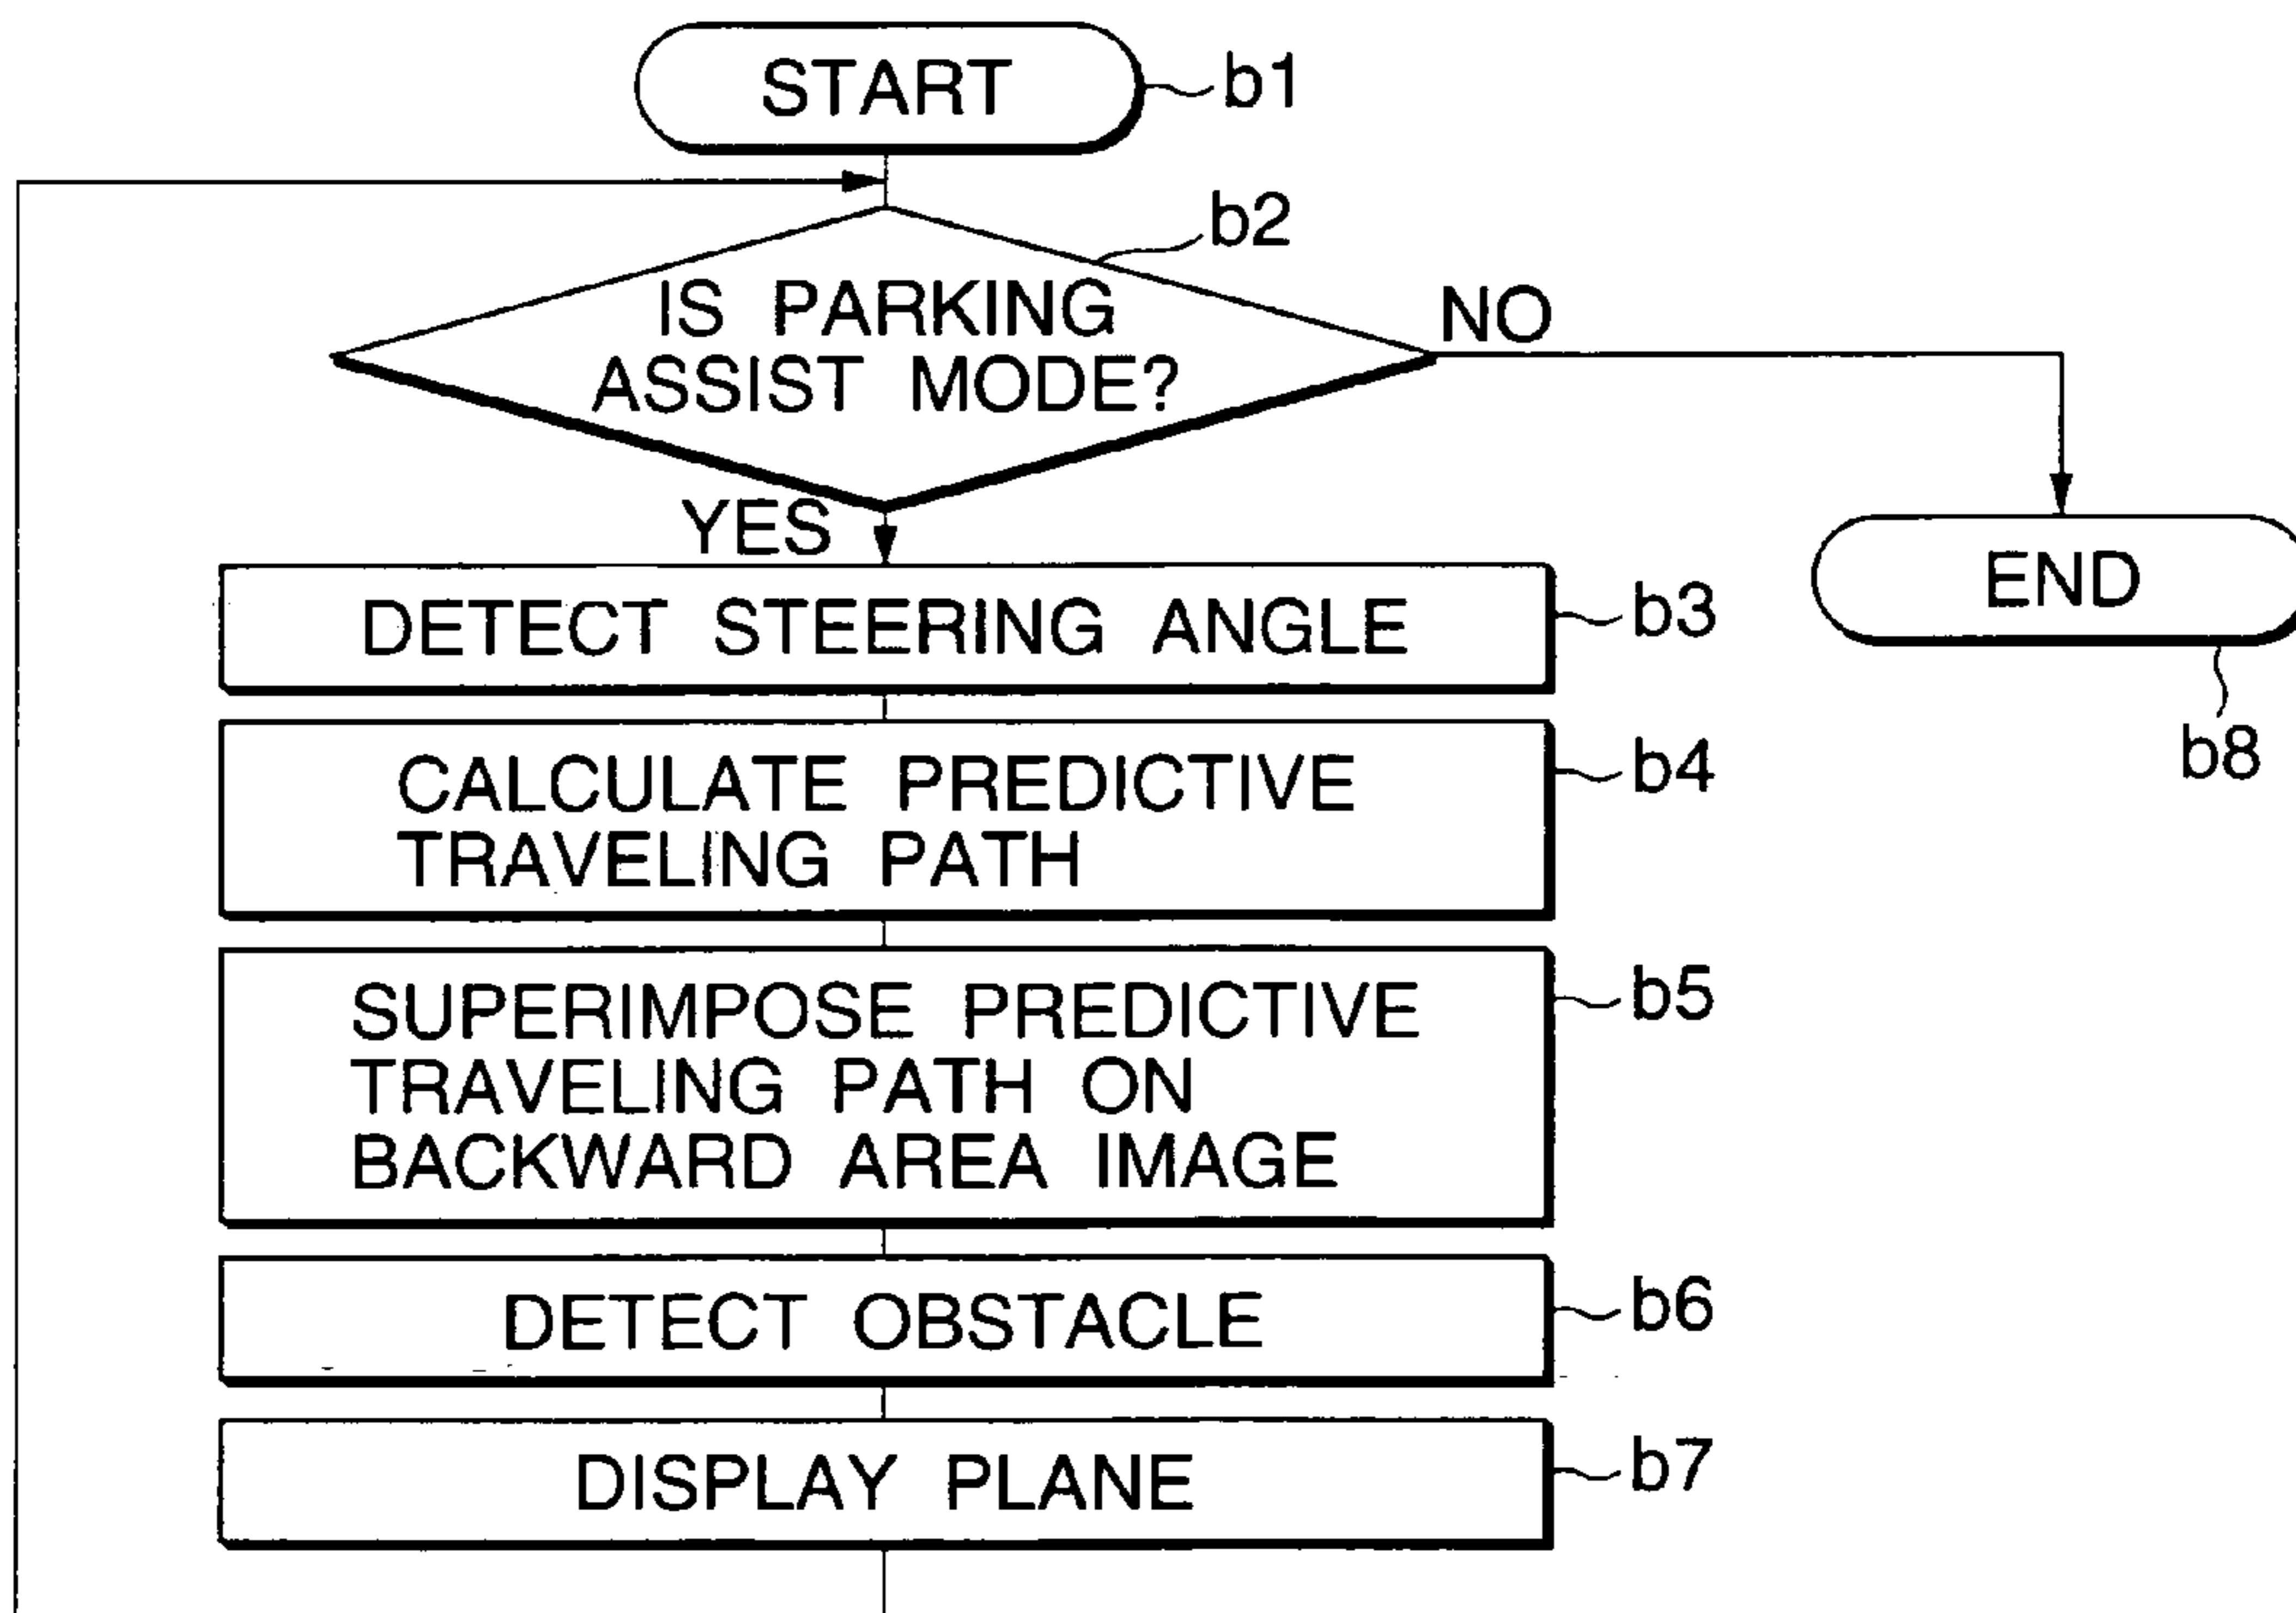 START
b1
b2
IS PARKING
ASSIST MODE?
NO
YES
DETECT STEERING ANGLE
b3
END
b8
CALCULATE PREDICTIVE
TRAVELING PATH
b4
SUPERIMPOSE PREDICTIVE
TRAVELING PATH ON
BACKWARD AREA IMAGE
b5
DETECT OBSTACLE
b6
DISPLAY PLANE
b7